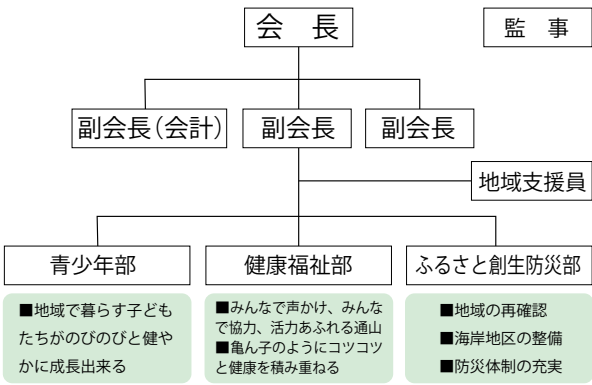 会　長
監　事
副会長（会計）
副会長
副会長
地域支援員
青少年部
健康福祉部
ふるさと創生防災部
■地域で暮らす子ども
たちがのびのびと健や
かに成長出来る
■みんなで声かけ、みんな
で協力、活力あふれる通山
■亀ん子のようにコツコツ
と健康を積み重ねる
■地域の再確認
■海岸地区の整備
■防災体制の充実